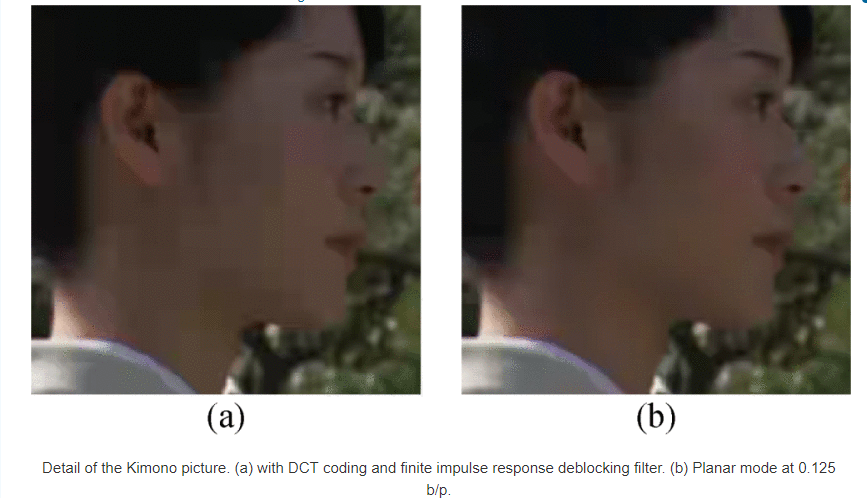 (a)
(b)
Detail of the Kimono picture. (a) with DCT coding and finite impulse response deblocking filter. (b) Planar mode at 0.125
b/p.